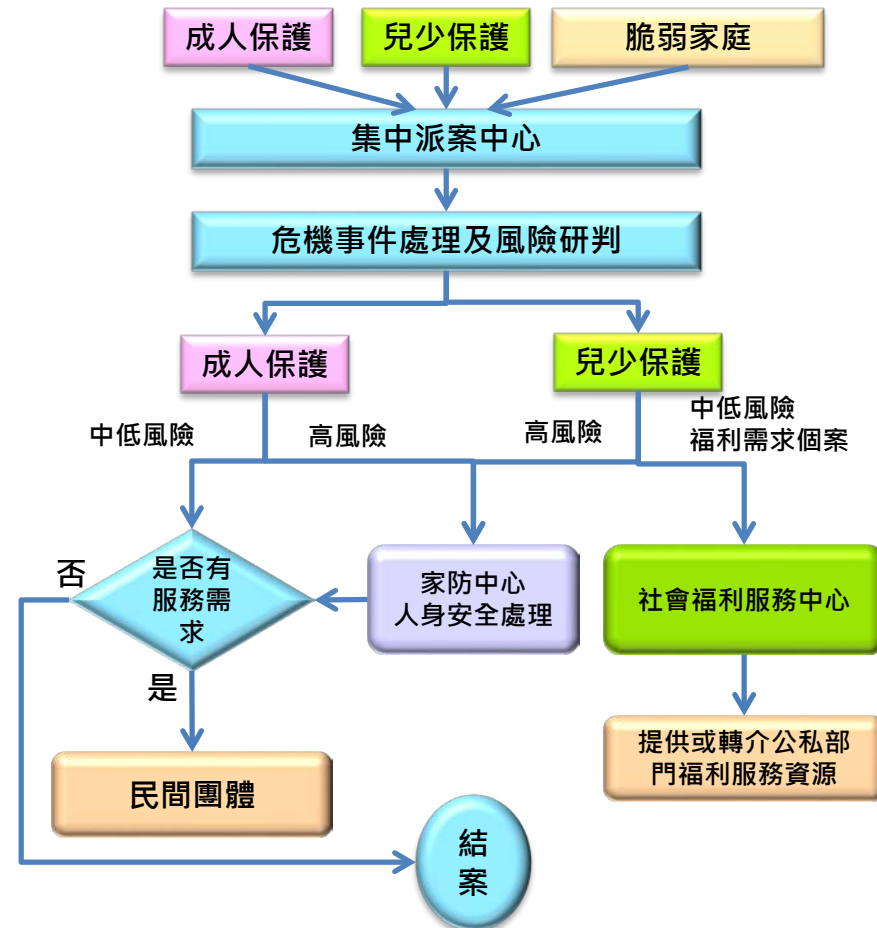 成人保護
兒少保護
脆弱家庭
集中派案中心
危機事件處理及風險研判
成人保護
兒少保護
中低風險
高風險
高風險
中低風險
福利需求個案
否
是否有
服務需
求
家防中心
人身安全處理
社會福利服務中心
是
民間團體
提供或轉介公私部
門福利服務資源
結
案